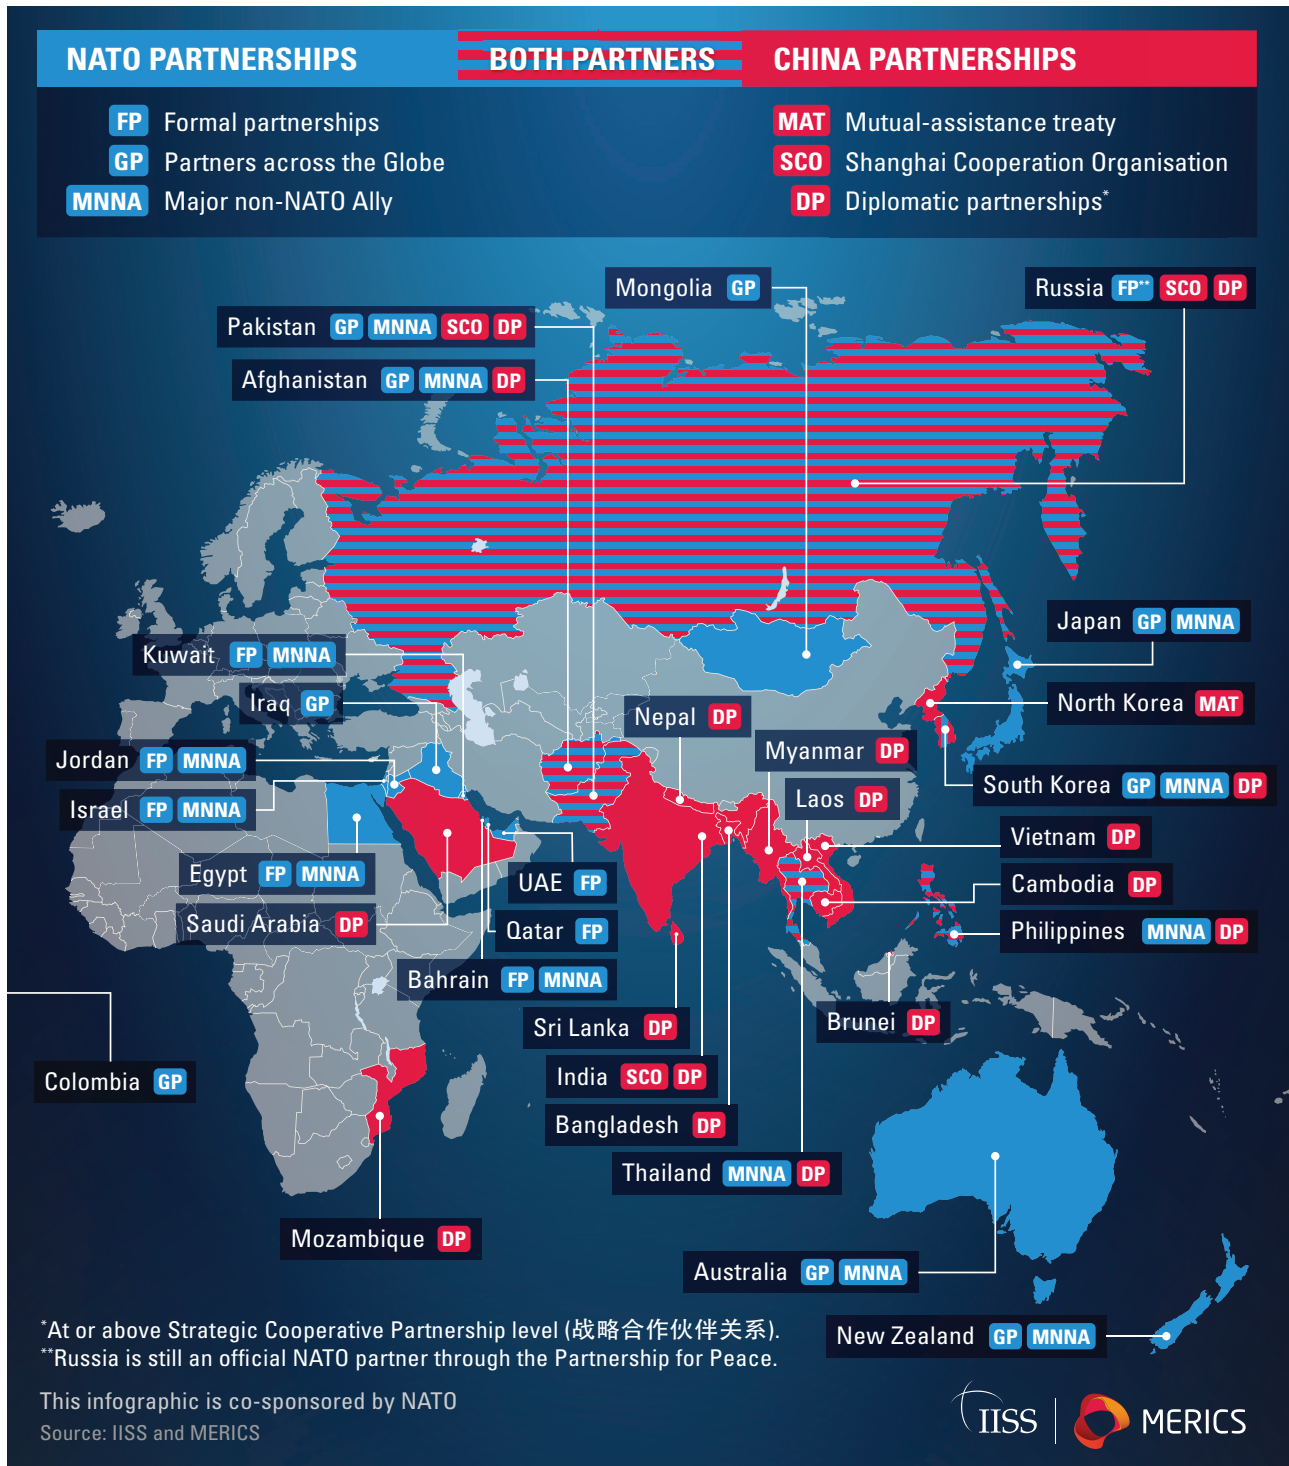 NATO PARTNERSHIPS
BOTH PARTNERS
CHINA PARTNERSHIPS
FP Formal partnerships
GP Partners across the Globe
MNNA Major non-NATO Ally
MAT Mutual-assistance treaty
SCO Shanghai Cooperation Organisation
DP Diplomatic partnerships*
Mongolia GP
Russia FP** SCO DP
Pakistan GP MNNA SCO DP
Afghanistan GP MNNA DP
Japan GP MNNA
Kuwait FP MNNA
Iraq GP
North Korea MAT
Nepal DP
Myanmar DP
Jordan FP MNNA
Israel FP MNNA
South Korea GP MNNA DP
Laos DP
Vietnam DP
Egypt FP MNNA
UAE FP
Cambodia DP
Saudi Arabia DP
Qatar FP
Philippines MNNA DP
Bahrain FP MNNA
Sri Lanka DP
Brunei DP
Colombia GP
India SCO DP
Bangladesh DP
Thailand MNNA DP
Mozambique DP
Australia GP MNNA
New Zealand GP MNNA
*At or above Strategic Cooperative Partnership level (战略合作伙伴关系).
**Russia is still an official NATO partner through the Partnership for Peace.
This infographic is co-sponsored by NATO
Source: IISS and MERICS
IISS
MERICS